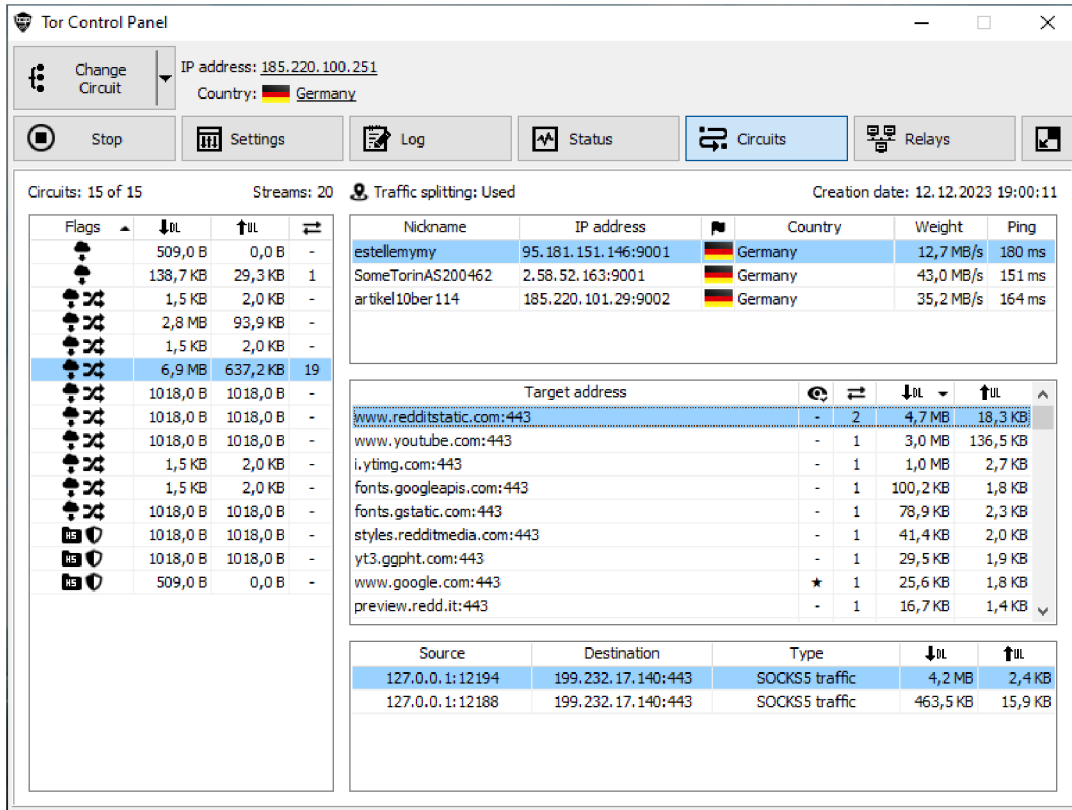 Tor Control Panel
Change Circuit
IP address: 185.220.100.251
Country: Germany
Stop Settings Log Status Circuits Relays
Circuits: 15 of 15 Streams: 20 Traffic splitting: Used Creation date: 12.12.2023 19:00:11
Flags DL UL
509,0 B 0,0 B -
138,7 KB 29,3 KB 1
1,5 KB 2,0 KB -
2,8 MB 93,9 KB -
1,5 KB 2,0 KB -
6,9 MB 637,2 KB 19
1018,0 B 1018,0 B -
1018,0 B 1018,0 B -
1018,0 B 1018,0 B -
1,5 KB 2,0 KB -
1,5 KB 2,0 KB -
1018,0 B 1018,0 B -
HS 1018,0 B 1018,0 B -
HS 1018,0 B 1018,0 B -
HS 509,0 B 0,0 B -
Nickname IP address Country Weight Ping
estellemymy 95.181.151.146:9001 Germany 12,7 MB/s 180 ms
SomeTorinAS200462 2.58.52.163:9001 Germany 43,0 MB/s 151 ms
artikel10ber114 185.220.101.29:9002 Germany 35,2 MB/s 164 ms
Target address DL UL
www.redditstatic.com:443 - 2 4,7 MB 18,3 KB
www.youtube.com:443 - 1 3,0 MB 136,5 KB
i.ytimg.com:443 - 1 1,0 MB 2,7 KB
fonts.googleapis.com:443 - 1 100,2 KB 1,8 KB
fonts.gstatic.com:443 - 1 78,9 KB 2,3 KB
styles.redditmedia.com:443 - 1 41,4 KB 2,0 KB
yt3.ggpht.com:443 - 1 29,5 KB 1,9 KB
www.google.com:443 ★ 1 25,6 KB 1,8 KB
preview.redd.it:443 - 1 16,7 KB 1,4 KB
Source Destination Type DL UL
127.0.0.1:12194 199.232.17.140:443 SOCKS5 traffic 4,2 MB 2,4 KB
127.0.0.1:12188 199.232.17.140:443 SOCKS5 traffic 463,5 KB 15,9 KB